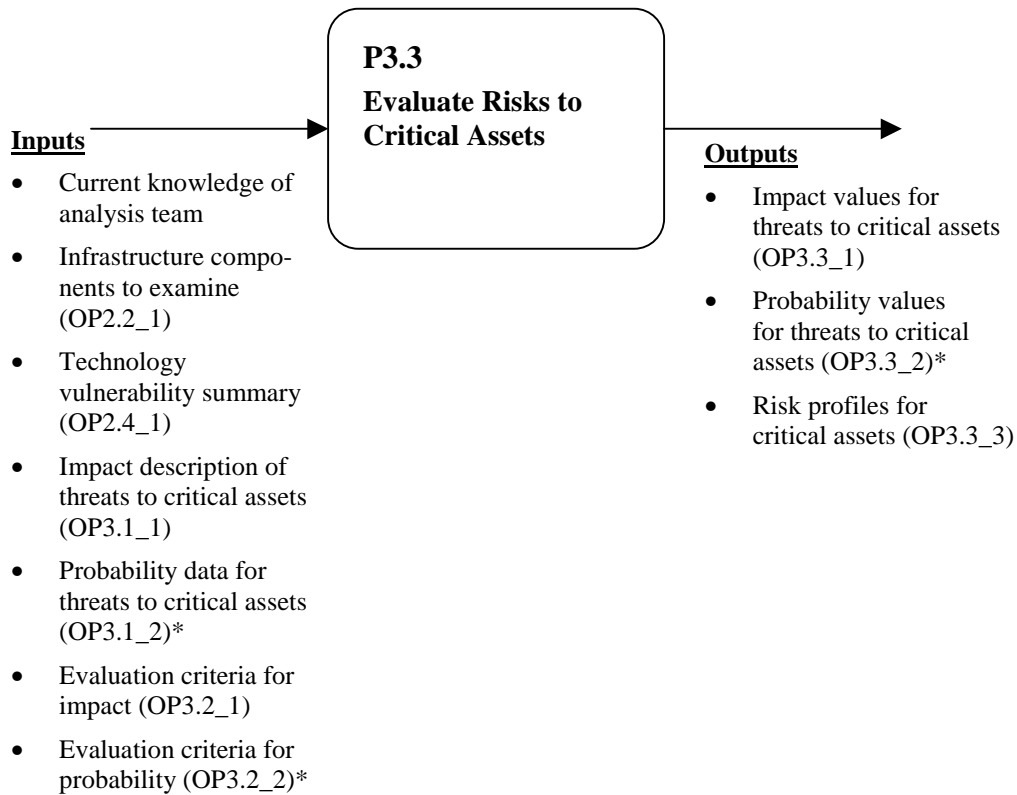 P3.3
Evaluate Risks to
Critical Assets
Inputs
• Current knowledge of
analysis team
• Infrastructure compo-
nents to examine
(OP2.2_1)
• Technology
vulnerability summary
(OP2.4_1)
• Impact description of
threats to critical assets
(OP3.1_1)
• Probability data for
threats to critical assets
(OP3.1_2)*
• Evaluation criteria for
impact (OP3.2_1)
• Evaluation criteria for
probability (OP3.2_2)*
Outputs
• Impact values for
threats to critical assets
(OP3.3_1)
• Probability values
for threats to critical
assets (OP3.3_2)*
• Risk profiles for
critical assets (OP3.3_3)